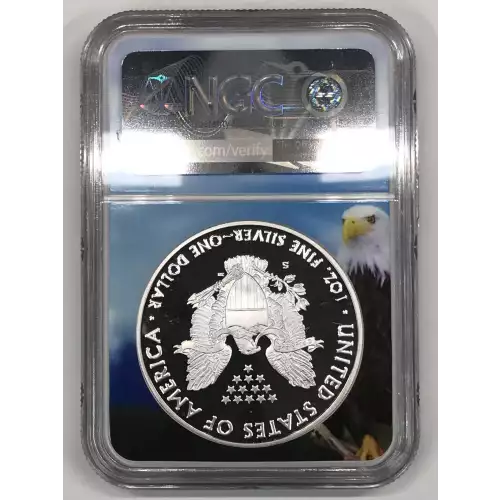 NGC
.com/verify
UNITED STATES OF AMERICA
1 OZ. FINE SILVER~ONE DOLLAR
S